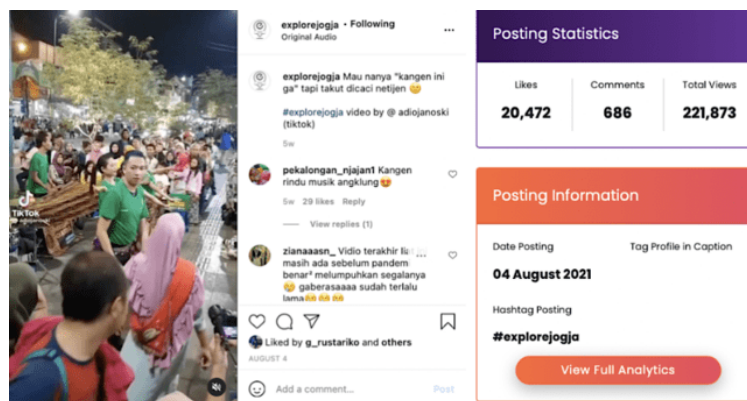 TikTok
explorejogja • Following
Original Audio
...
explorejogja Mau nanya "kangen ini
ga" tapi takut dicaci netijen
#explorejogja video by @ adiojanoski
(tiktok)
5w
pekalongan_njajan1 Kangen
rindu musik angklung
5w 29 likes Reply
View replies (1)
zianaaasn_ Vidio terakhir
masih ada sebelum pandem
benar² melumpuhkan segalanya
gaberasaaaa sudah terlalu
lama
Liked by g_rustariko and others
AUGUST 4
Add a comment...
Post
Posting Statistics
Likes
Comments
Total Views
20,472
686
221,873
Posting Information
Date Posting
Tag Profile in Caption
04 August 2021
Hashtag Posting
#explorejogja
View Full Analytics